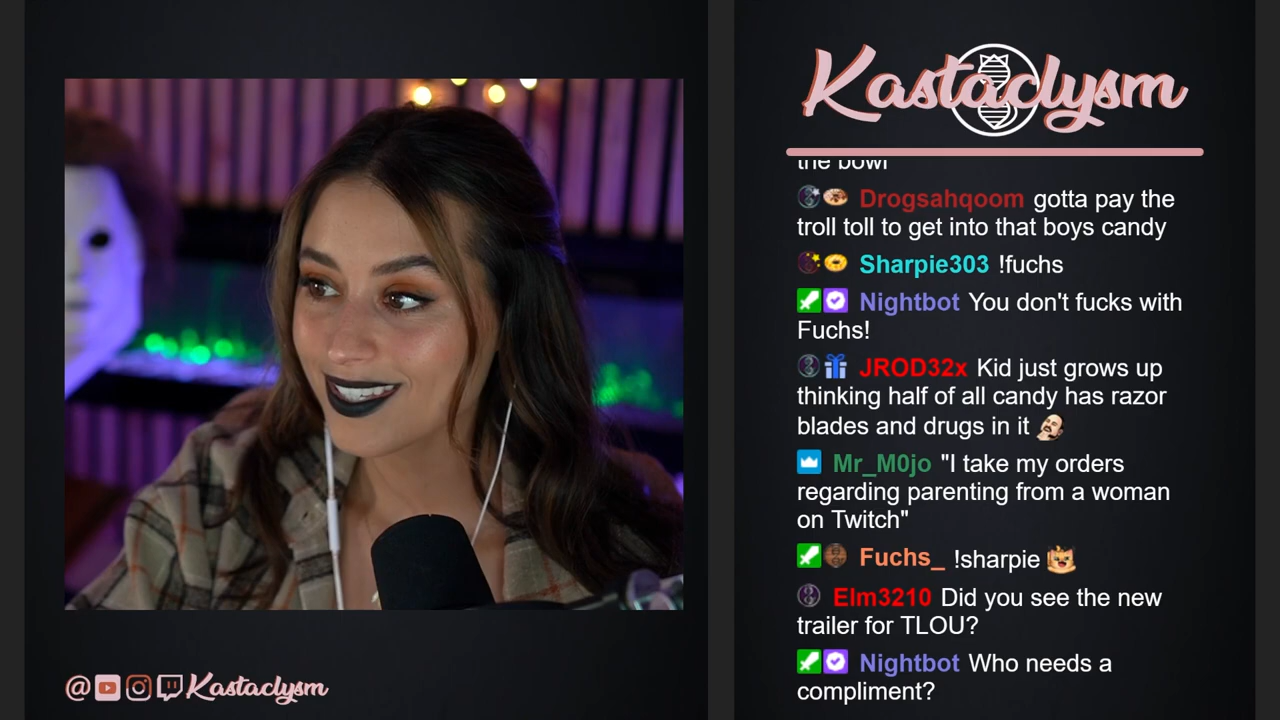 Kastaclysm
the bowl
Drogsahqoom gotta pay the
troll toll to get into that boys candy
Sharpie303 !fuchs
Nightbot You don't fucks with
Fuchs!
JROD32x Kid just grows up
thinking half of all candy has razor
blades and drugs in it
Mr_M0jo "I take my orders
regarding parenting from a woman
on Twitch"
Fuchs_ !sharpie
Elm3210 Did you see the new
trailer for TLOU?
Nightbot Who needs a
compliment?
@Kastaclysm